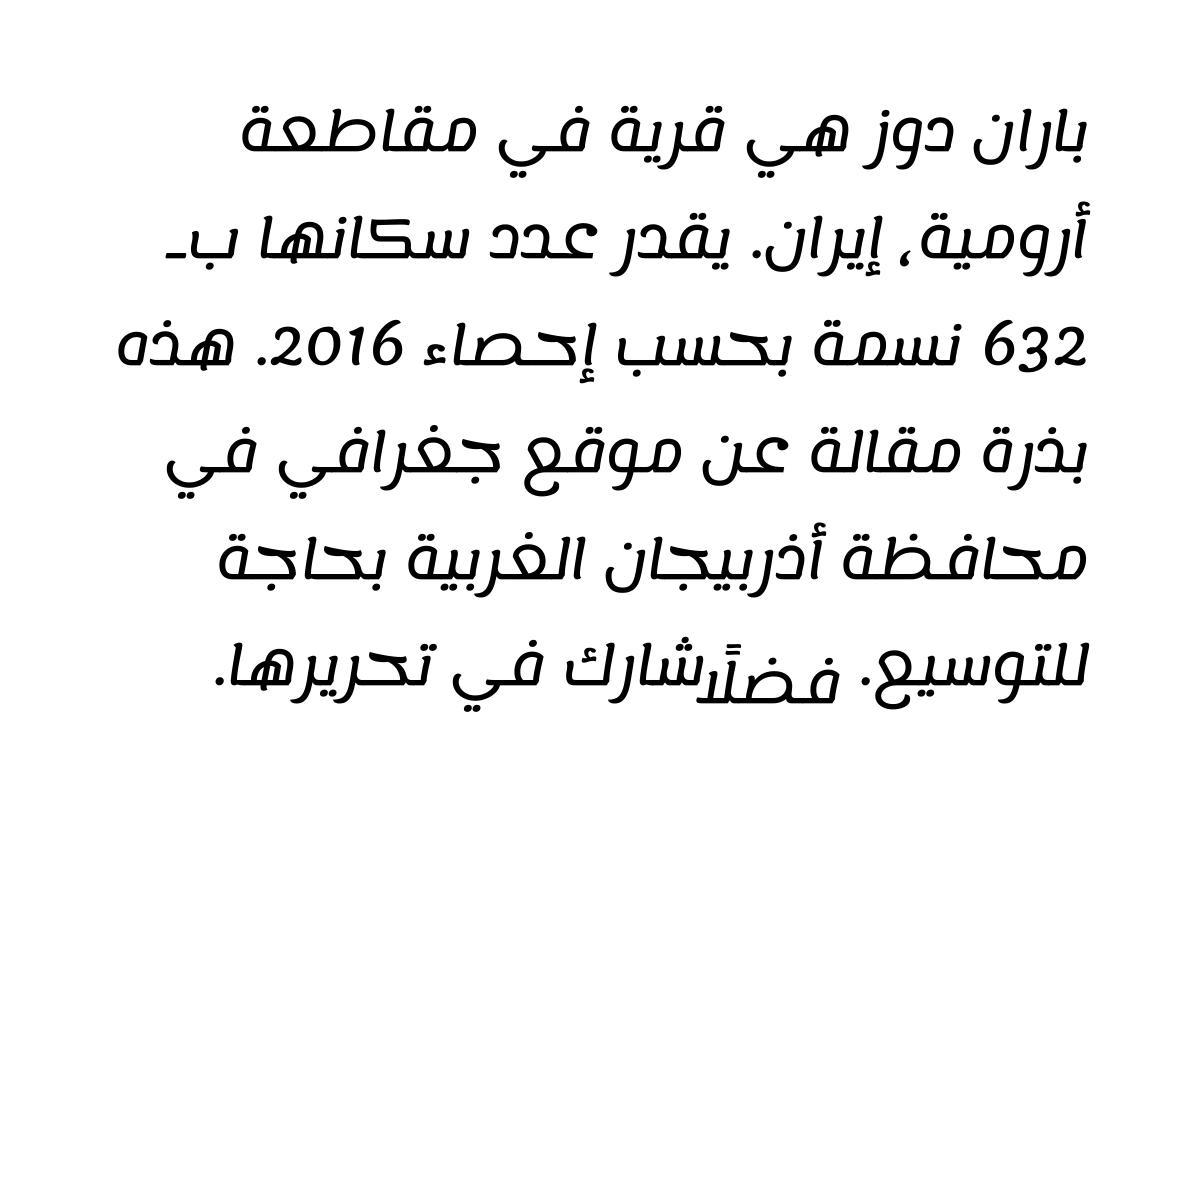 باران دوز هي قرية في مقاطعة
أرومية، إيران. يقدر عدد سكانها بـ
632 نسمة بحسب إحصاء 2016. هذه
بذرة مقالة عن موقع جغرافي في
محافظة أذربيجان الغربية بحاجة
للتوسيع. فضلًا شارك في تحريرها.